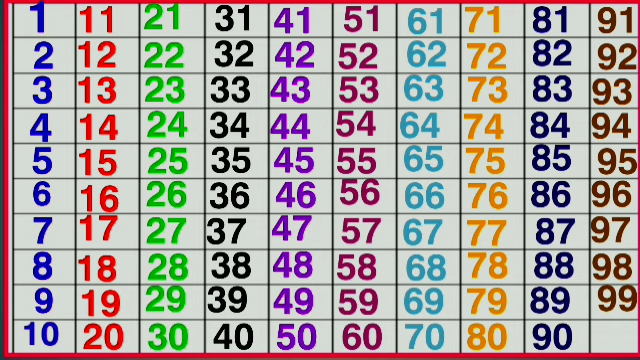 1 11 21 31 41 51 61 71 81 91
2 12 22 32 42 52 62 72 82 92
3 13 23 33 43 53 63 73 83 93
4 14 24 34 44 54 64 74 84 94
5 15 25 35 45 55 65 75 85 95
6 16 26 36 46 56 66 76 86 96
7 17 27 37 47 57 67 77 87 97
8 18 28 38 48 58 68 78 88 98
9 19 29 39 49 59 69 79 89 99
10 20 30 40 50 60 70 80 90